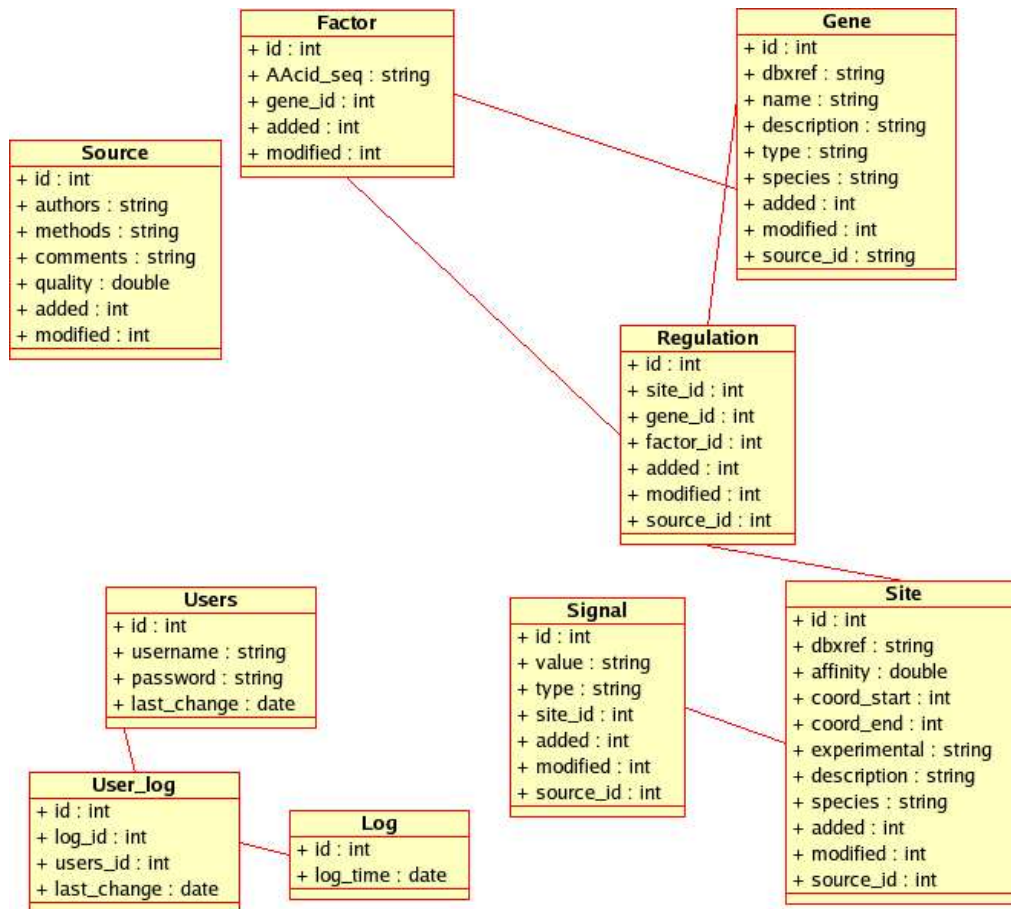 Factor
+ id : int
+ AAcid_seq : string
+ gene_id : int
+ added : int
+ modified : int
Gene
+ id : int
+ dbxref : string
+ name : string
+ description : string
+ type : string
+ species : string
+ added : int
+ modified : int
+ source_id : string
Source
+ id : int
+ authors : string
+ methods : string
+ comments : string
+ quality : double
+ added : int
+ modified : int
Regulation
+ id : int
+ site_id : int
+ gene_id : int
+ factor_id : int
+ added : int
+ modified : int
+ source_id : int
Users
+ id : int
+ username : string
+ password : string
+ last_change : date
Signal
+ id : int
+ value : string
+ type : string
+ site_id : int
+ added : int
+ modified : int
+ source_id : int
Site
+ id : int
+ dbxref : string
+ affinity : double
+ coord_start : int
+ coord_end : int
+ experimental : string
+ description : string
+ species : string
+ added : int
+ modified : int
+ source_id : int
User_log
+ id : int
+ log_id : int
+ users_id : int
+ last_change : date
Log
+ id : int
+ log_time : date